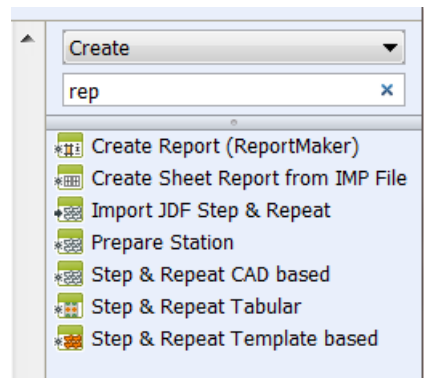 Create
rep
Create Report (ReportMaker)
Create Sheet Report from IMP File
Import JDF Step & Repeat
Prepare Station
Step & Repeat CAD based
Step & Repeat Tabular
Step & Repeat Template based